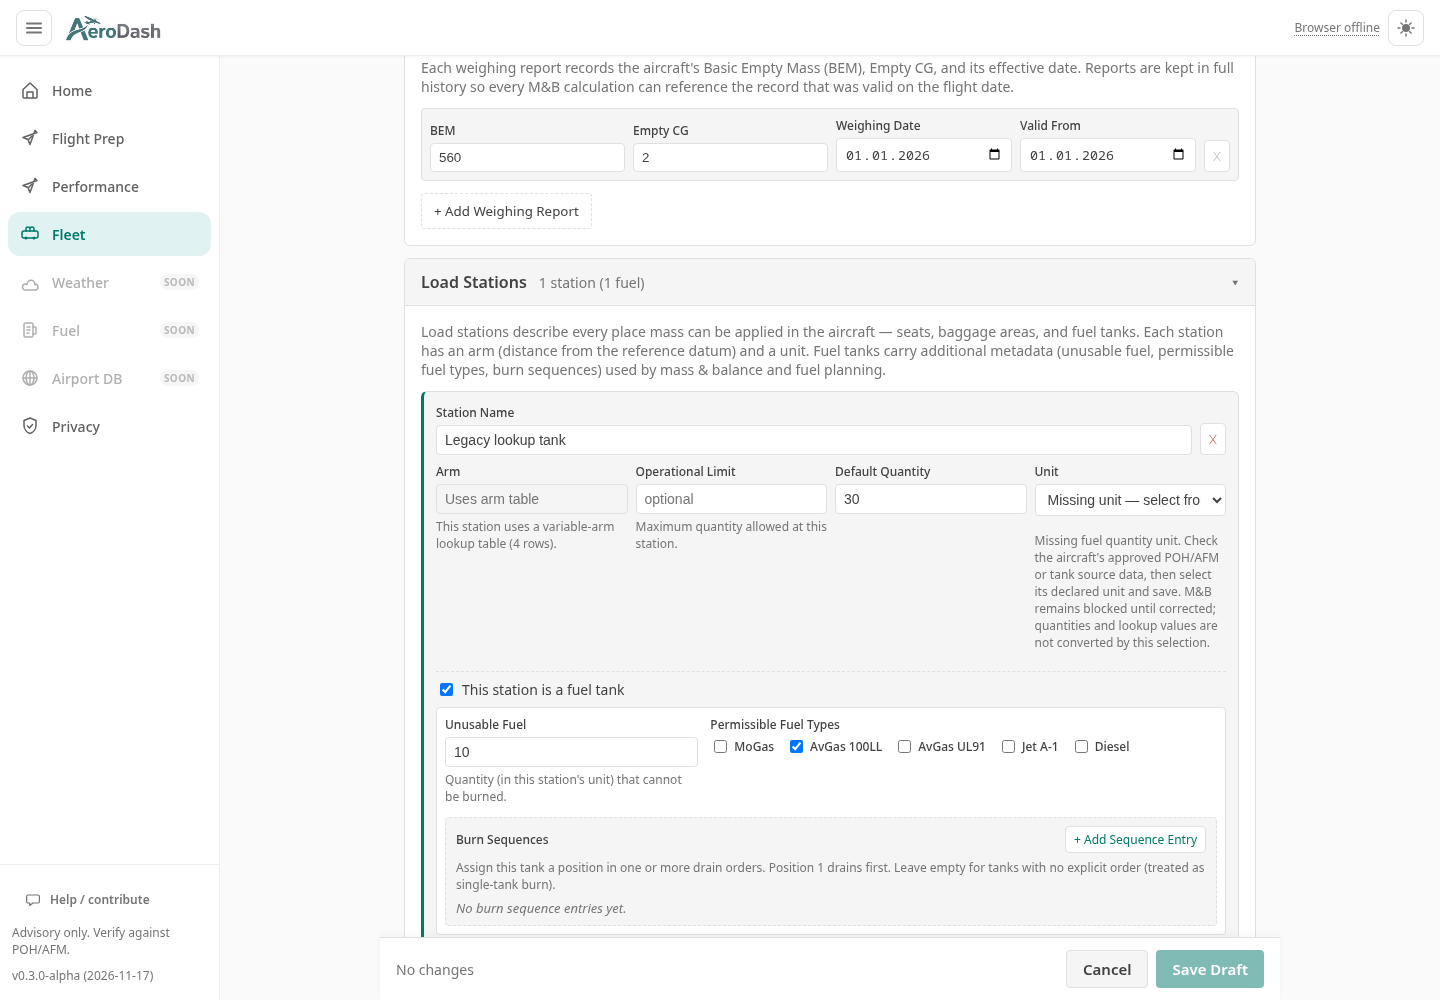 AeroDash
Browser offline
Home
Flight Prep
Performance
Fleet
Weather SOON
Fuel SOON
Airport DB SOON
Privacy
Help / contribute
Advisory only. Verify against
POH/AFM.
v0.3.0-alpha (2026-11-17)
Each weighing report records the aircraft's Basic Empty Mass (BEM), Empty CG, and its effective date. Reports are kept in full
history so every M&B calculation can reference the record that was valid on the flight date.
BEM Empty CG Weighing Date Valid From
560 2 01.01.2026 01.01.2026 X
+ Add Weighing Report
Load Stations 1 station (1 fuel)
Load stations describe every place mass can be applied in the aircraft — seats, baggage areas, and fuel tanks. Each station
has an arm (distance from the reference datum) and a unit. Fuel tanks carry additional metadata (unusable fuel, permissible
fuel types, burn sequences) used by mass & balance and fuel planning.
Station Name
Legacy lookup tank X
Arm Operational Limit Default Quantity Unit
Uses arm table optional 30 Missing unit — select fro
This station uses a variable-arm
lookup table (4 rows).
Maximum quantity allowed at this
station.
Missing fuel quantity unit. Check
the aircraft's approved POH/AFM
or tank source data, then select
its declared unit and save. M&B
remains blocked until corrected;
quantities and lookup values are
not converted by this selection.
This station is a fuel tank
Unusable Fuel Permissible Fuel Types
10 MoGas AvGas 100LL AvGas UL91 Jet A-1 Diesel
Quantity (in this station's unit) that cannot
be burned.
Burn Sequences + Add Sequence Entry
Assign this tank a position in one or more drain orders. Position 1 drains first. Leave empty for tanks with no explicit order (treated as
single-tank burn).
No burn sequence entries yet.
No changes Cancel Save Draft